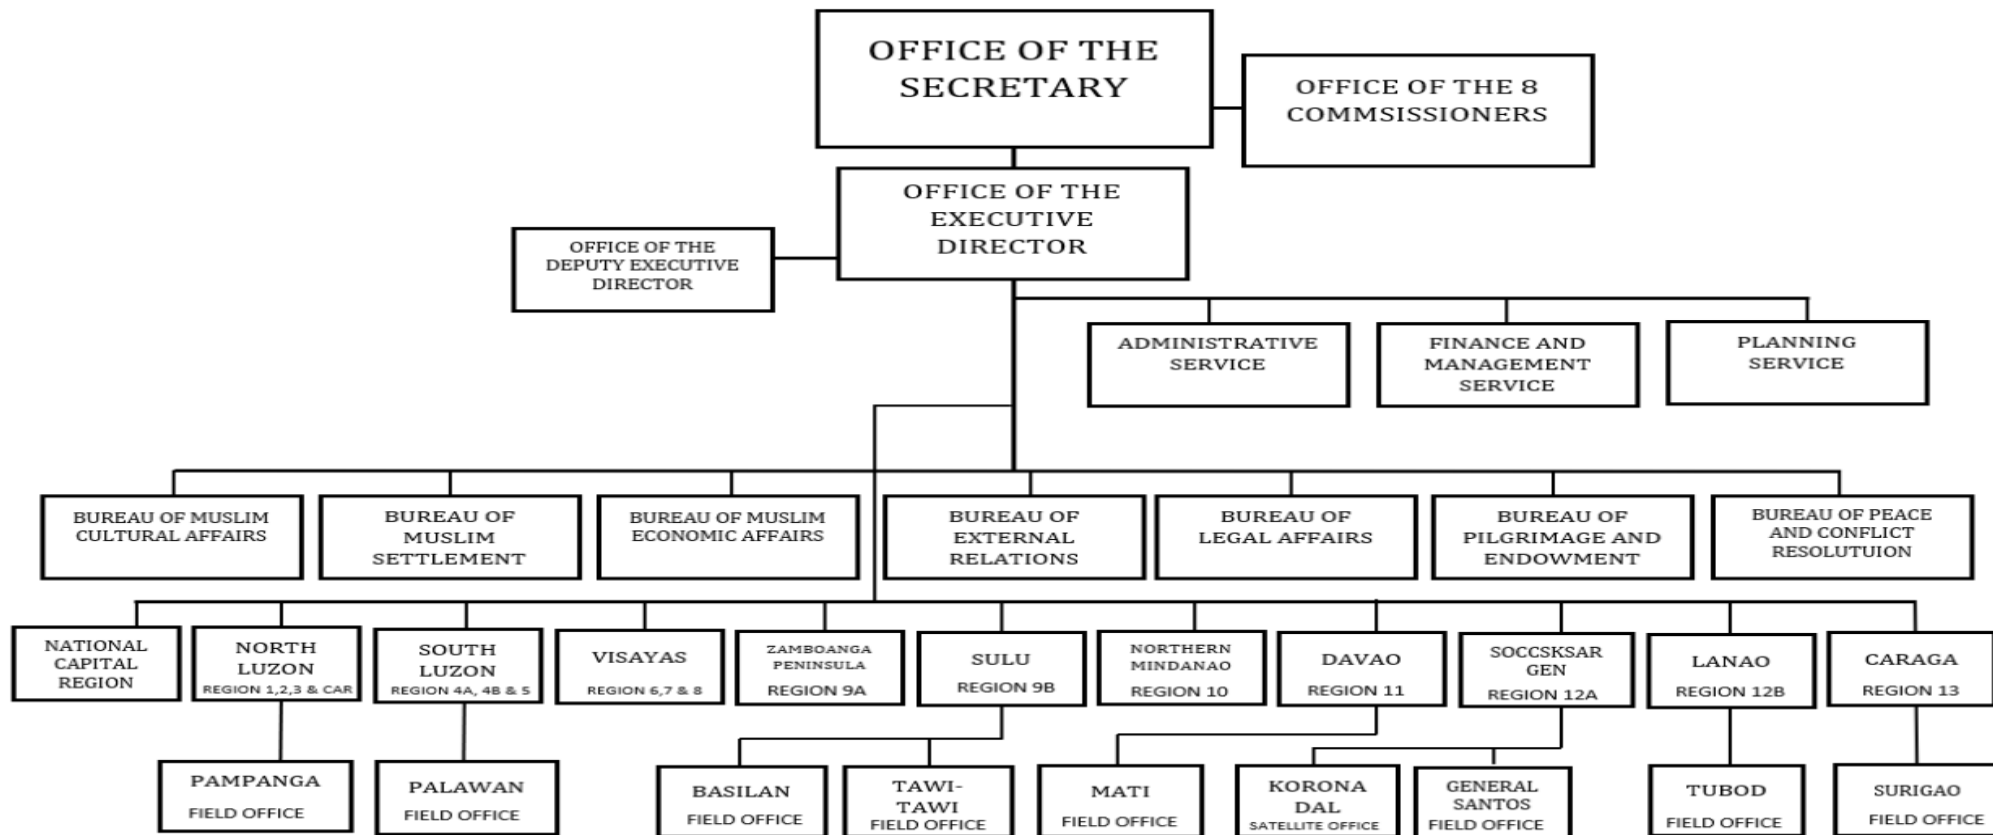 OFFICE OF THE
SECRETARY
OFFICE OF THE 8
COMMSISSIONERS
OFFICE OF THE
EXECUTIVE
DIRECTOR
OFFICE OF THE
DEPUTY EXECUTIVE
DIRECTOR
ADMINISTRATIVE
SERVICE
FINANCE AND
MANAGEMENT
SERVICE
PLANNING
SERVICE
BUREAU OF MUSLIM
CULTURAL AFFAIRS
BUREAU OF
MUSLIM
SETTLEMENT
BUREAU OF MUSLIM
ECONOMIC AFFAIRS
BUREAU OF
EXTERNAL
RELATIONS
BUREAU OF
LEGAL AFFAIRS
BUREAU OF
PILGRIMAGE AND
ENDOWMENT
BUREAU OF PEACE
AND CONFLICT
RESOLUTUION
NATIONAL
CAPITAL
REGION
NORTH
LUZON
REGION 1,2,3 & CAR
SOUTH
LUZON
REGION 4A, 4B & 5
VISAYAS
REGION 6,7 & 8
ZAMBOANGA
PENINSULA
REGION 9A
SULU
REGION 9B
NORTHERN
MINDANAO
REGION 10
DAVAO
REGION 11
SOCCSKSAR
GEN
REGION 12A
LANAO
REGION 12B
CARAGA
REGION 13
PAMPANGA
FIELD OFFICE
PALAWAN
FIELD OFFICE
BASILAN
FIELD OFFICE
TAWI-
TAWI
FIELD OFFICE
MATI
FIELD OFFICE
KORONA
DAL
SATELLITE OFFICE
GENERAL
SANTOS
FIELD OFFICE
TUBOD
FIELD OFFICE
SURIGAO
FIELD OFFICE